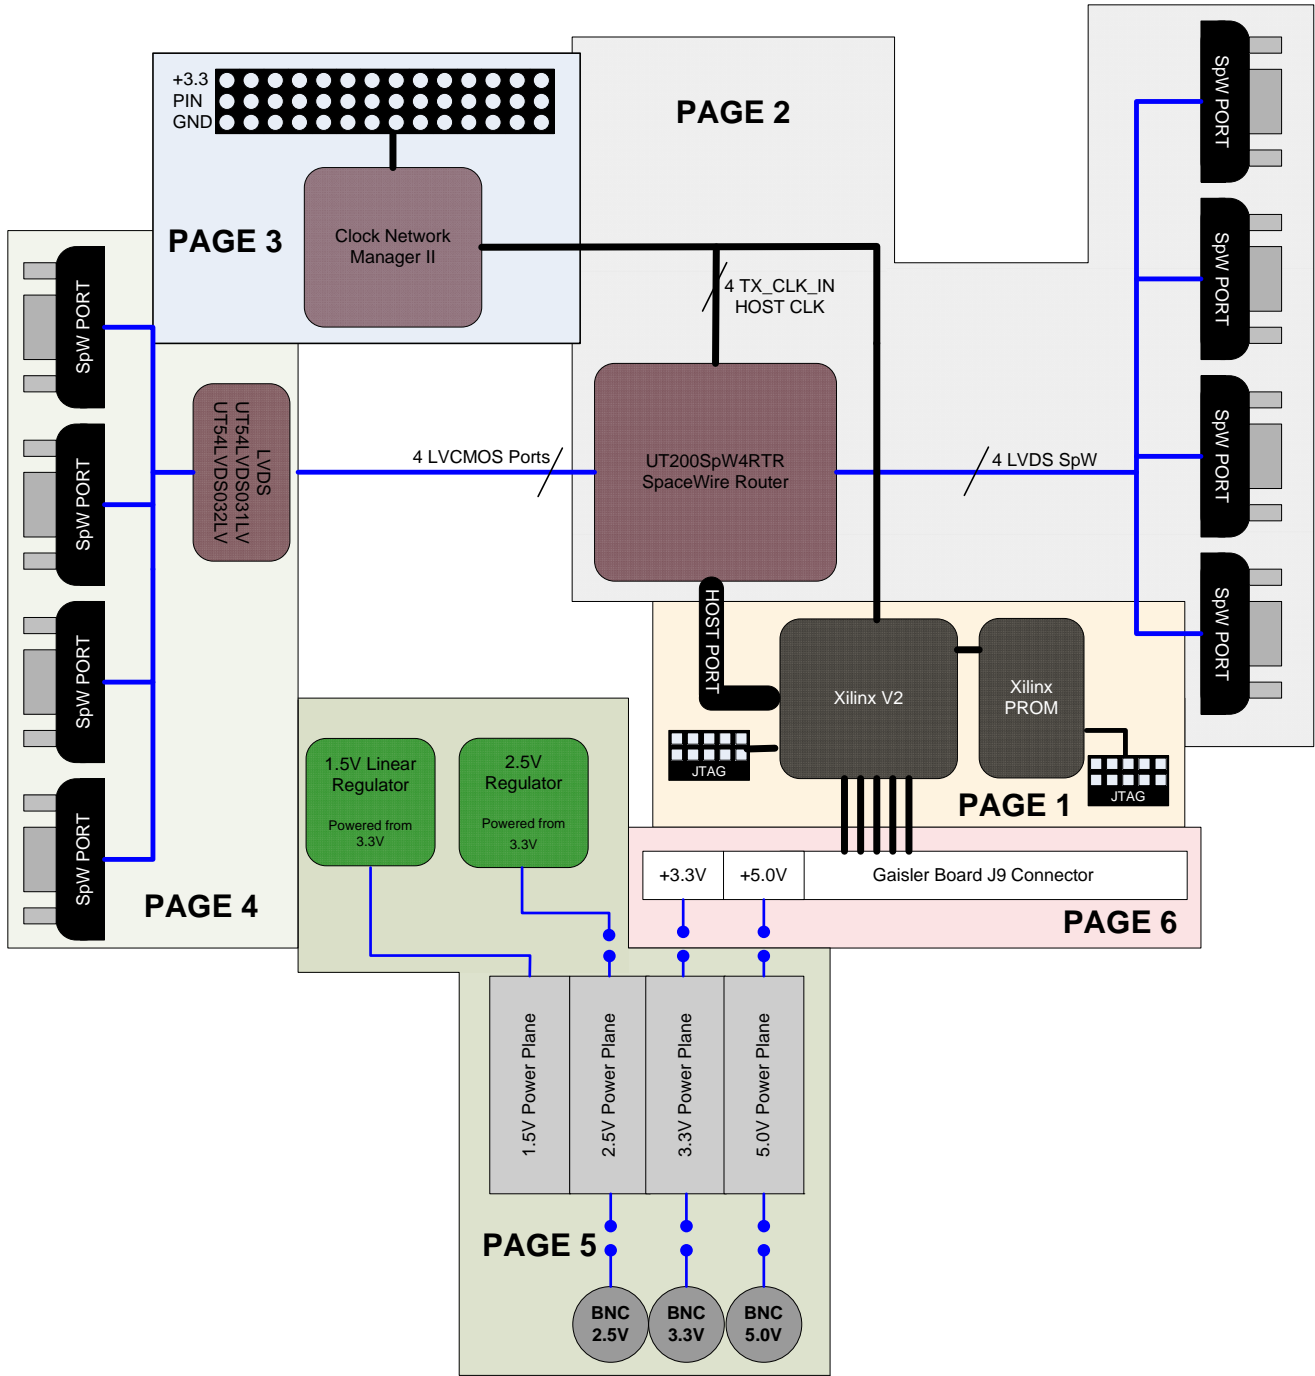 +3.3
PIN
GND
PAGE 2
PAGE 3
Clock Network
Manager II
4 TX_CLK_IN
HOST CLK
SpW PORT
SpW PORT
SpW PORT
SpW PORT
SpW PORT
SpW PORT
SpW PORT
SpW PORT
LVDS
UT54LVDS031LV
UT54LVDS032LV
4 LVCMOS Ports
UT200SpW4RTR
SpaceWire Router
4 LVDS SpW
HOST PORT
Xilinx V2
Xilinx
PROM
JTAG
JTAG
PAGE 1
1.5V Linear
Regulator
Powered from
3.3V
2.5V
Regulator
Powered from
3.3V
PAGE 4
+3.3V
+5.0V
Gaisler Board J9 Connector
PAGE 6
1.5V Power Plane
2.5V Power Plane
3.3V Power Plane
5.0V Power Plane
PAGE 5
BNC
2.5V
BNC
3.3V
BNC
5.0V